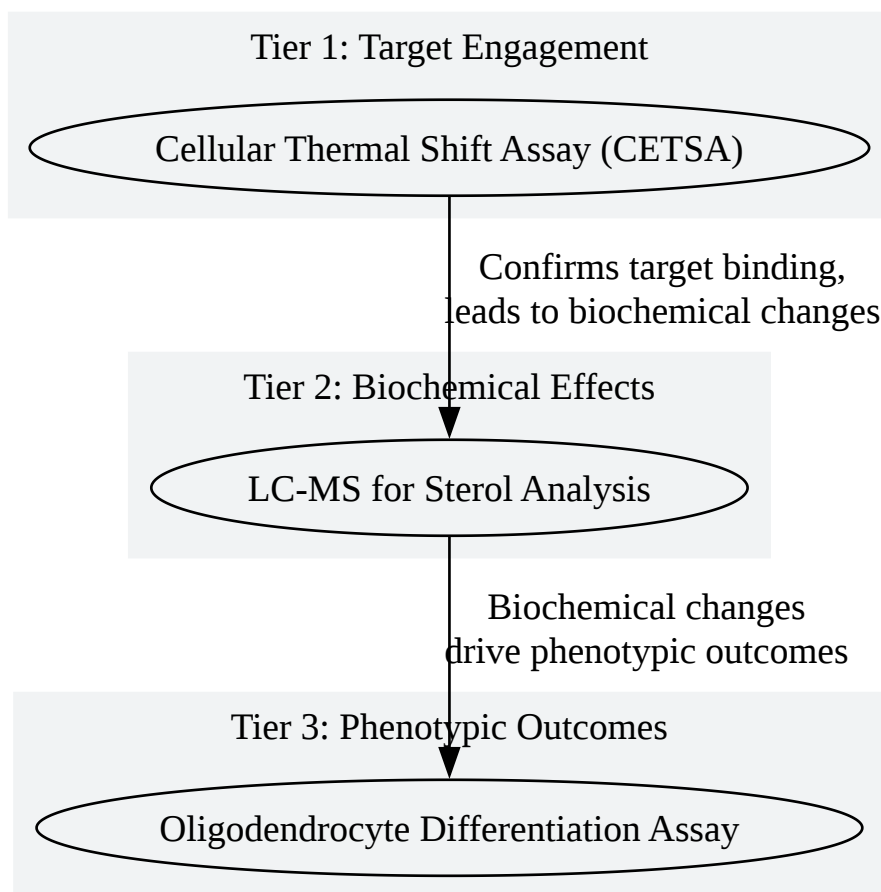 Tier 1: Target Engagement
Cellular Thermal Shift Assay (CETSA)
Confirms target binding,
leads to biochemical changes
Tier 2: Biochemical Effects
LC-MS for Sterol Analysis
Biochemical changes
drive phenotypic outcomes
Tier 3: Phenotypic Outcomes
Oligodendrocyte Differentiation Assay